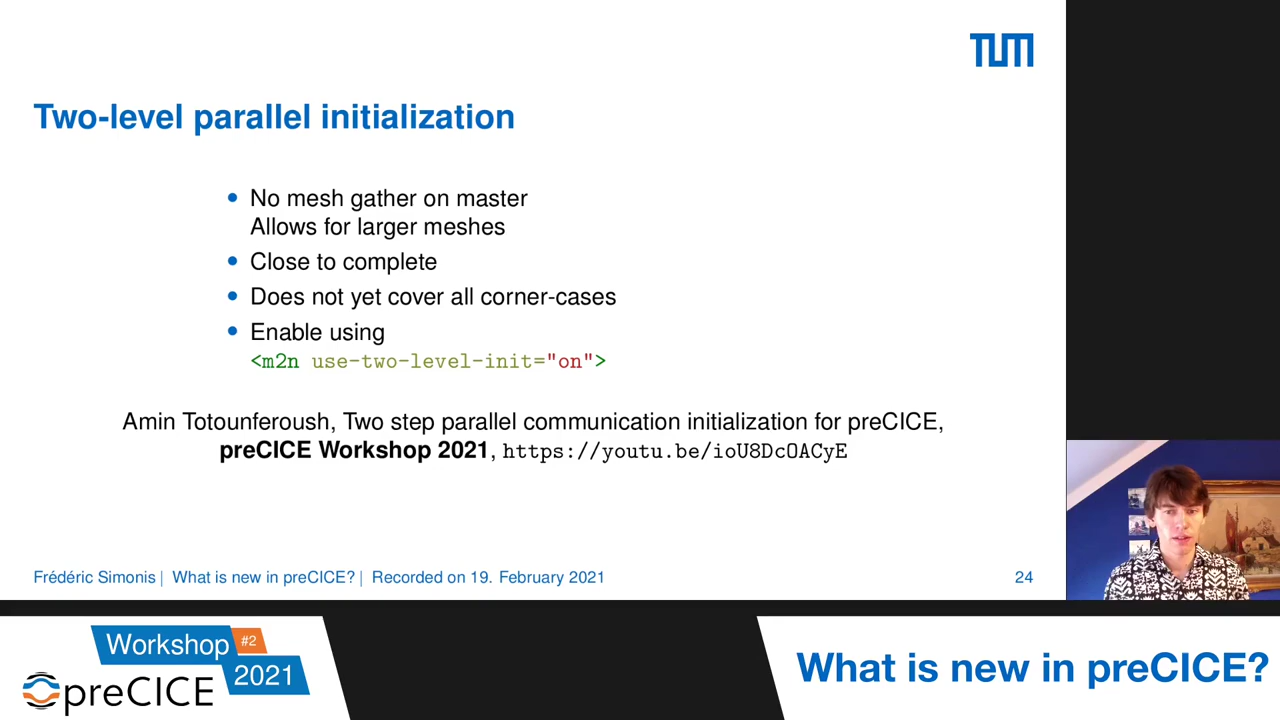 TUM
Two-level parallel initialization
No mesh gather on master
Allows for larger meshes
Close to complete
Does not yet cover all corner-cases
Enable using
<m2n use-two-level-init="on">
Amin Totounferoush, Two step parallel communication initialization for preCICE,
preCICE Workshop 2021, https://youtu.be/ioU8DcOACyE
Frédéric Simonis | What is new in preCICE? | Recorded on 19. February 2021
24
Workshop #2
2021
preCICE
What is new in preCICE?